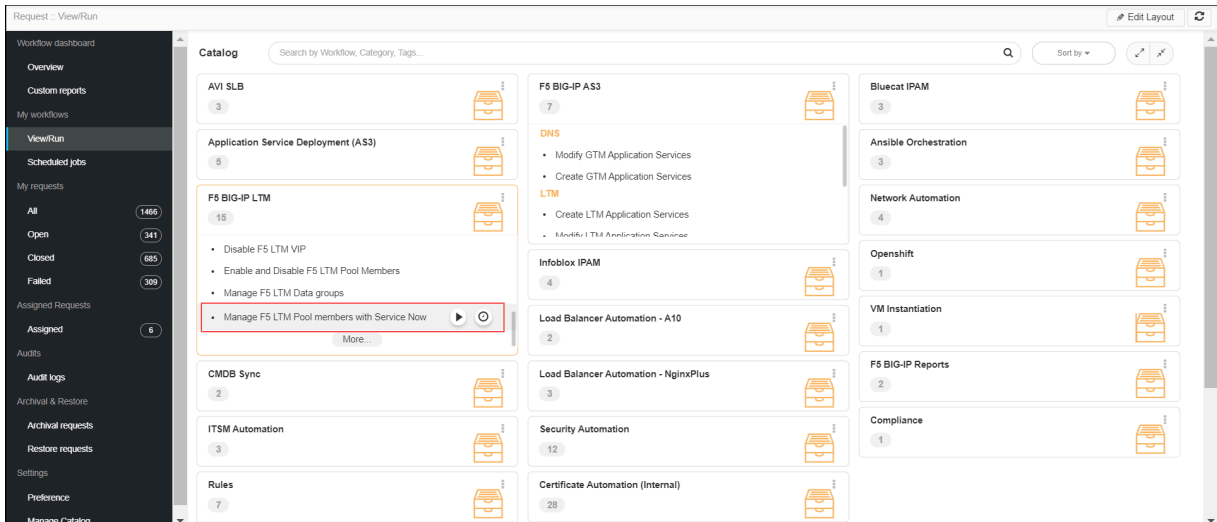 Request :: View/Run
Edit Layout
Workflow dashboard
Overview
Custom reports
My workflows
View/Run
Scheduled jobs
My requests
All 1466
Open 341
Closed 685
Failed 309
Assigned Requests
Assigned 6
Audits
Audit logs
Archival & Restore
Archival requests
Restore requests
Settings
Preference
Manage Catalog
Catalog
Search by Workflow, Category, Tags...
Sort by
AVI SLB
3
Application Service Deployment (AS3)
5
F5 BIG-IP LTM
15
• Disable F5 LTM VIP
• Enable and Disable F5 LTM Pool Members
• Manage F5 LTM Data groups
• Manage F5 LTM Pool members with Service Now
More...
CMDB Sync
2
ITSM Automation
3
Rules
7
F5 BIG-IP AS3
7
DNS
• Modify GTM Application Services
• Create GTM Application Services
LTM
• Create LTM Application Services
• Modify LTM Application Services
Infoblox IPAM
4
Load Balancer Automation - A10
2
Load Balancer Automation - NginxPlus
3
Security Automation
12
Certificate Automation (Internal)
28
Bluecat IPAM
3
Ansible Orchestration
3
Network Automation
4
Openshift
1
VM Instantiation
1
F5 BIG-IP Reports
2
Compliance
1